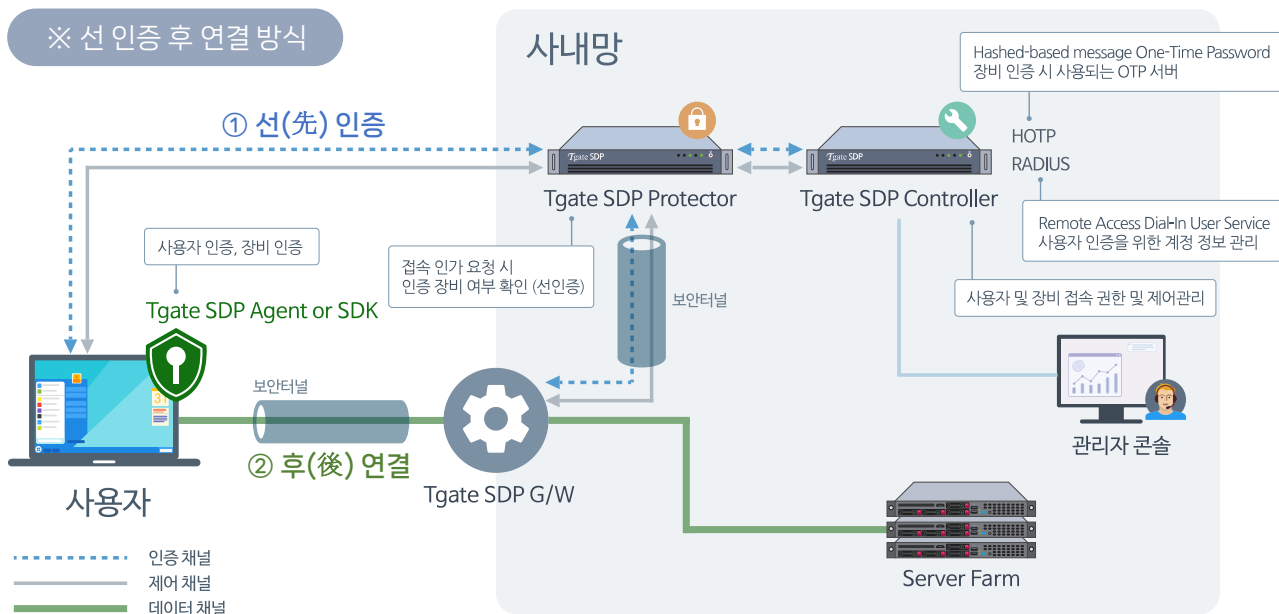 ※ 선 인증 후 연결 방식
사내망
Hashed-based message One-Time Password
장비 인증 시 사용되는 OTP 서버
① 선(先) 인증
HOTP
RADIUS
Tgate SDP
Tgate SDP
Tgate SDP Protector
Tgate SDP Controller
Remote Access Dial-In User Service
사용자 인증을 위한 계정 정보 관리
사용자 인증, 장비 인증
접속 인가 요청 시
인증 장비 여부 확인 (선인증)
보안터널
사용자 및 장비 접속 권한 및 제어관리
Tgate SDP Agent or SDK
보안터널
31
② 후(後) 연결
관리자 콘솔
사용자
Tgate SDP G/W
인증 채널
제어 채널
데이터 채널
Server Farm